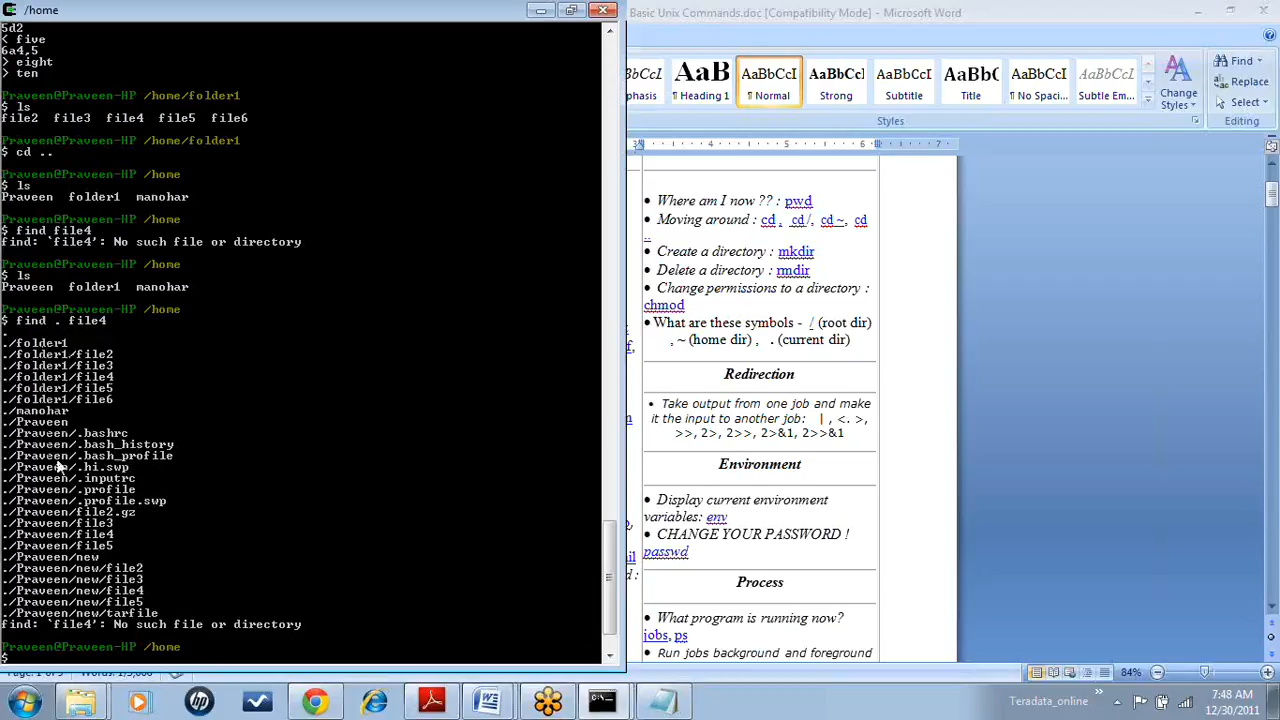 /home
5d2
< five
6a4,5
> eight
> ten
Praveen@Praveen-HP /home/folder1
$ ls
file2 file3 file4 file5 file6
Praveen@Praveen-HP /home/folder1
$ cd ..
Praveen@Praveen-HP /home
$ ls
Praveen folder1 manohar
Praveen@Praveen-HP /home
$ find file4
find: `file4': No such file or directory
Praveen@Praveen-HP /home
$ ls
Praveen folder1 manohar
Praveen@Praveen-HP /home
$ find . file4
.
./folder1
./folder1/file2
./folder1/file3
./folder1/file4
./folder1/file5
./folder1/file6
./manohar
./Praveen
./Praveen/.bashrc
./Praveen/.bash_history
./Praveen/.bash_profile
./Praveen/.hi.swp
./Praveen/.inputrc
./Praveen/.profile
./Praveen/.profile.swp
./Praveen/file2.gz
./Praveen/file3
./Praveen/file4
./Praveen/file5
./Praveen/new
./Praveen/new/file2
./Praveen/new/file3
./Praveen/new/file4
./Praveen/new/file5
./Praveen/new/tarfile
find: `file4': No such file or directory
Praveen@Praveen-HP /home
$
Basic Unix Commands.doc [Compatibility Mode] - Microsoft Word
AaB AaBbCcI AaBbCcI AaBbCcI AaBb( AaBbCcI AaBbCcI
phasis ¶ Heading 1 ¶ Normal Strong Subtitle Title ¶ No Spaci... Subtle Em...
Change
Styles
Find
Replace
Select
Styles
Editing
3 4 5 6 7
• Where am I now ?? : pwd
• Moving around : cd , cd /, cd ~, cd
..
• Create a directory : mkdir
• Delete a directory : rmdir
• Change permissions to a directory :
chmod
• What are these symbols - / (root dir)
, ~ (home dir) , . (current dir)
Redirection
• Take output from one job and make
it the input to another job: | , <. >,
>>, 2>, 2>>, 2>&1, 2>>&1
Environment
• Display current environment
variables: env
• CHANGE YOUR PASSWORD !
passwd
Process
• What program is running now?
jobs, ps
• Run jobs background and foreground
84%
Teradata_online
7:48 AM
12/30/2011